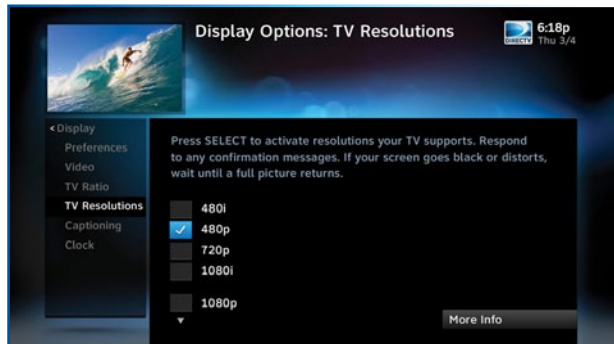 Display Options: TV Resolutions
DIRECTV
6:18p
Thu 3/4
<Display
Preferences
Video
TV Ratio
TV Resolutions
Captioning
Clock
Press SELECT to activate resolutions your TV supports. Respond
to any confirmation messages. If your screen goes black or distorts,
wait until a full picture returns.
480i
480p
720p
1080i
1080p
More Info